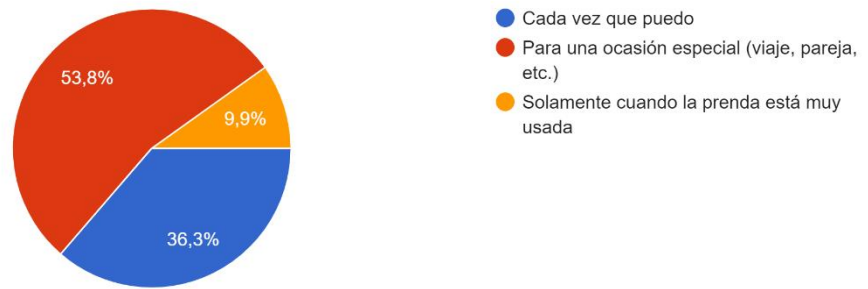 53,8%
9,9%
36,3%
Cada vez que puedo
Para una ocasión especial (viaje, pareja,
etc.)
Solamente cuando la prenda está muy
usada